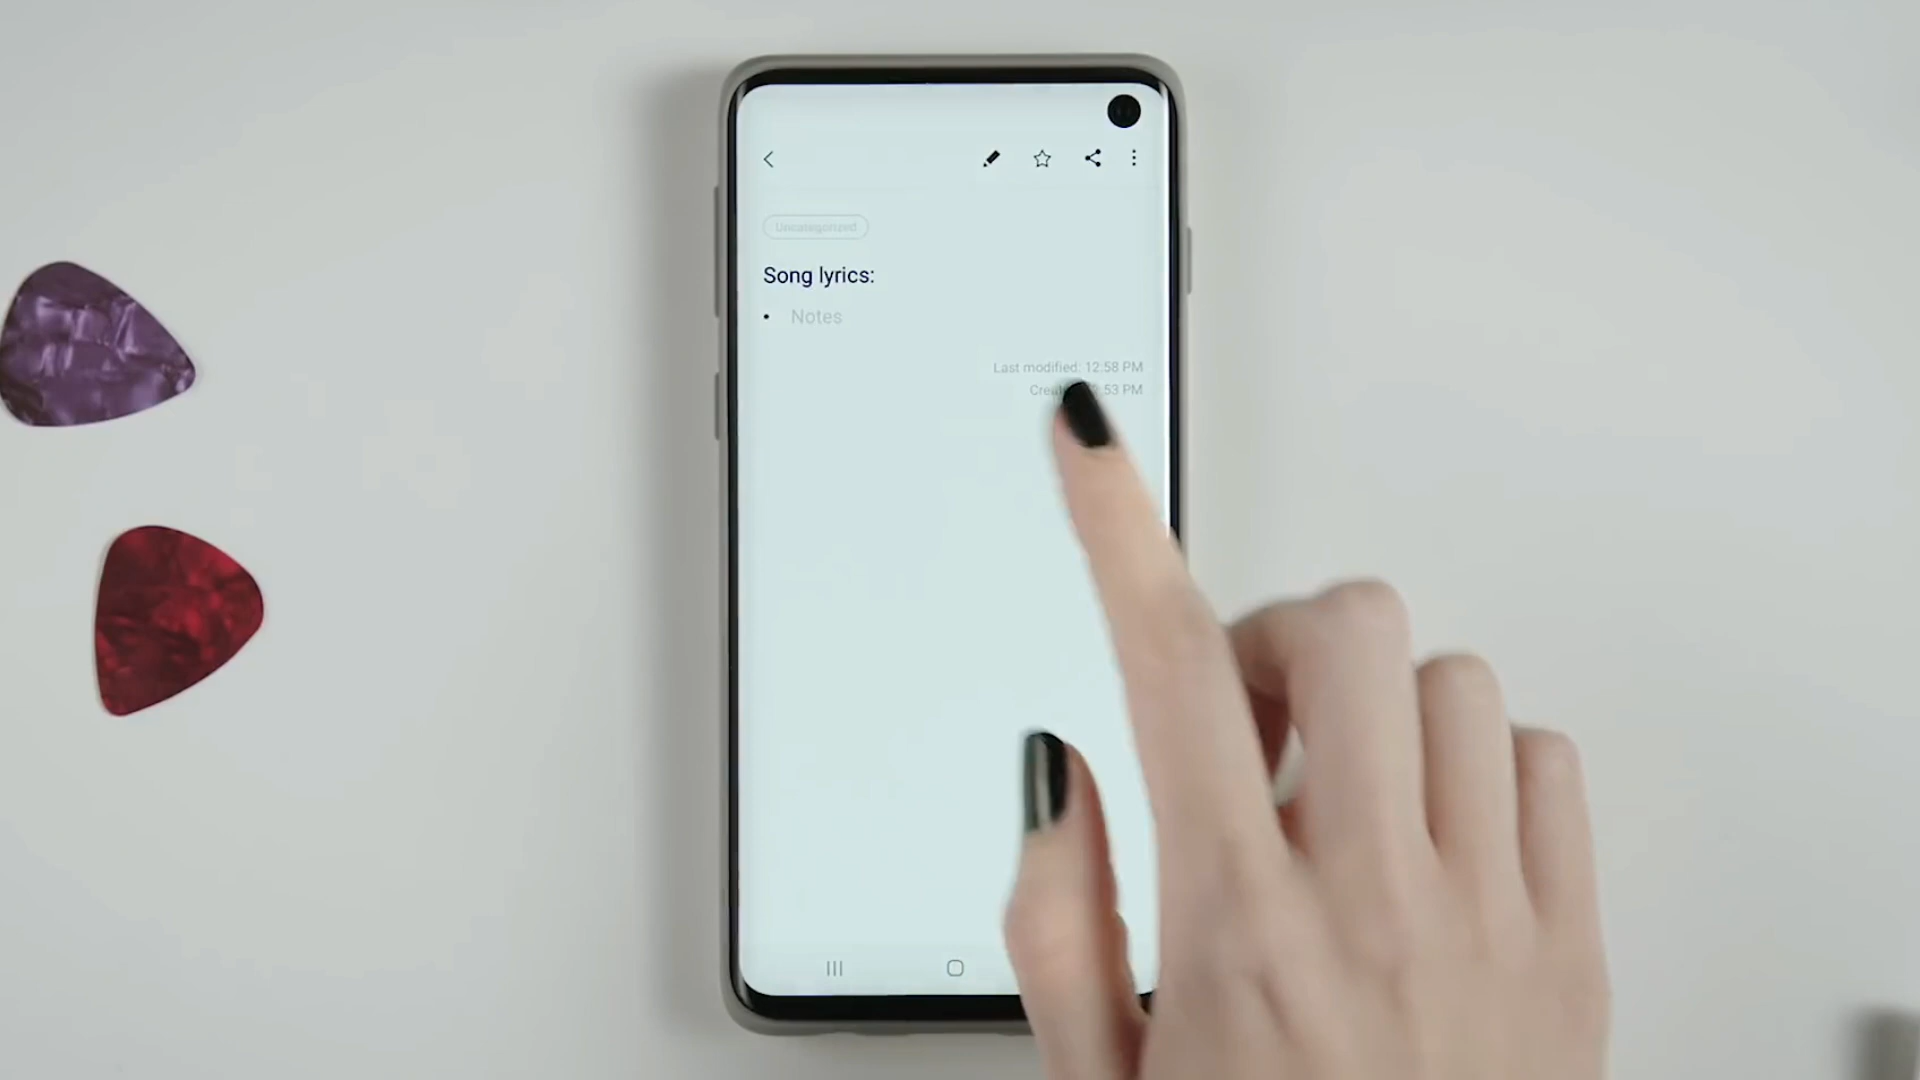 Uncategorized
Song lyrics:
• Notes
Last modified: 12:58 PM
53 PM